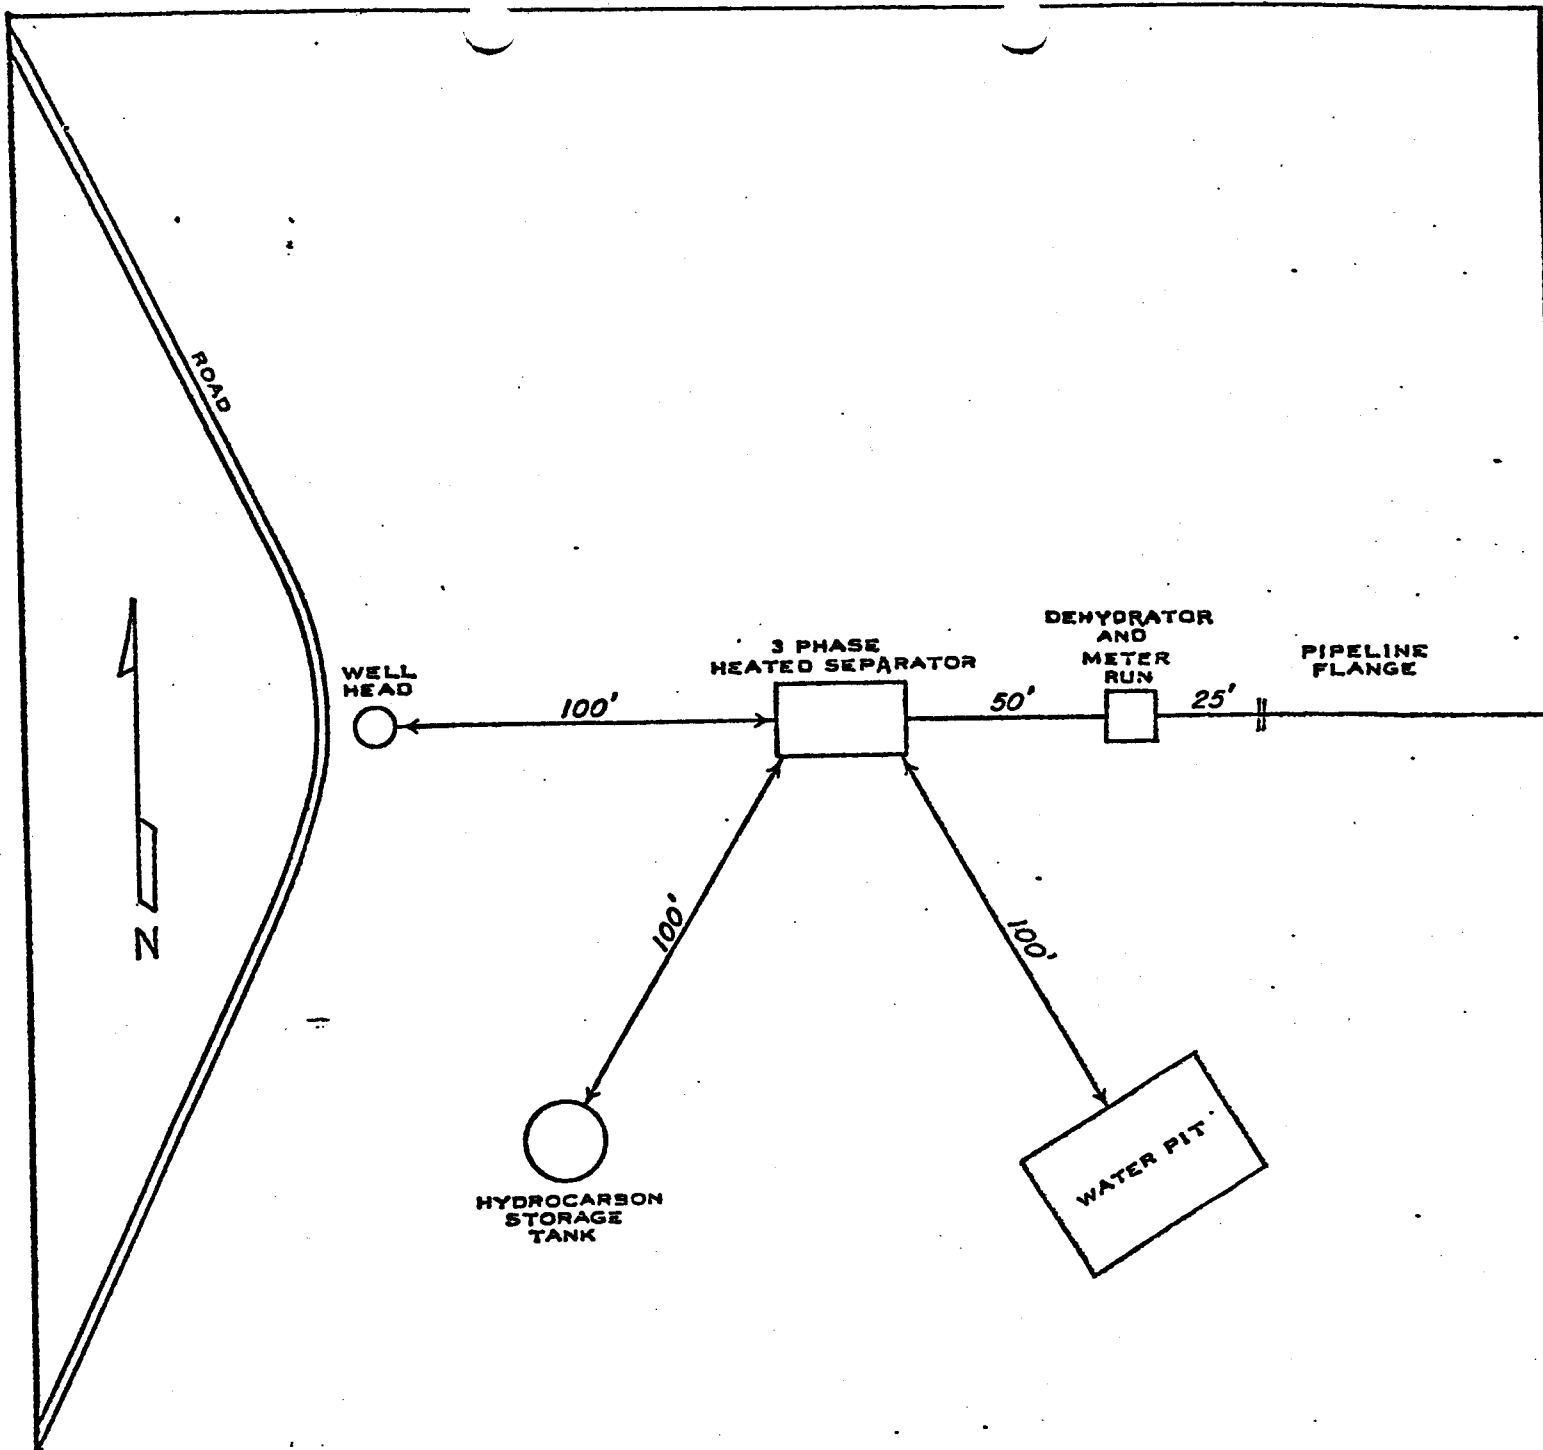 ROAD
WELL
HEAD
100'
3 PHASE
HEATED SEPARATOR
50'
DEHYDRATOR
AND
METER
RUN
25'
PIPELINE
FLANGE
N
100'
100'
HYDROCARBON
STORAGE
TANK
WATER PIT